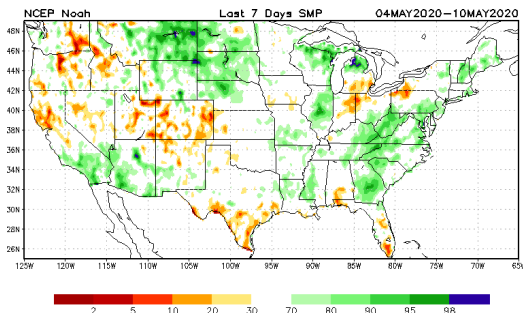 NCEP Noah Last 7 Days SMP 04MAY2020-10MAY2020
48N
46N
44N
42N
40N
38N
36N
34N
32N
30N
28N
26N
125W 120W 115W 110W 105W 100W 95W 90W 85W 80W 75W 70W 65W
2 5 10 20 30 70 80 90 95 98